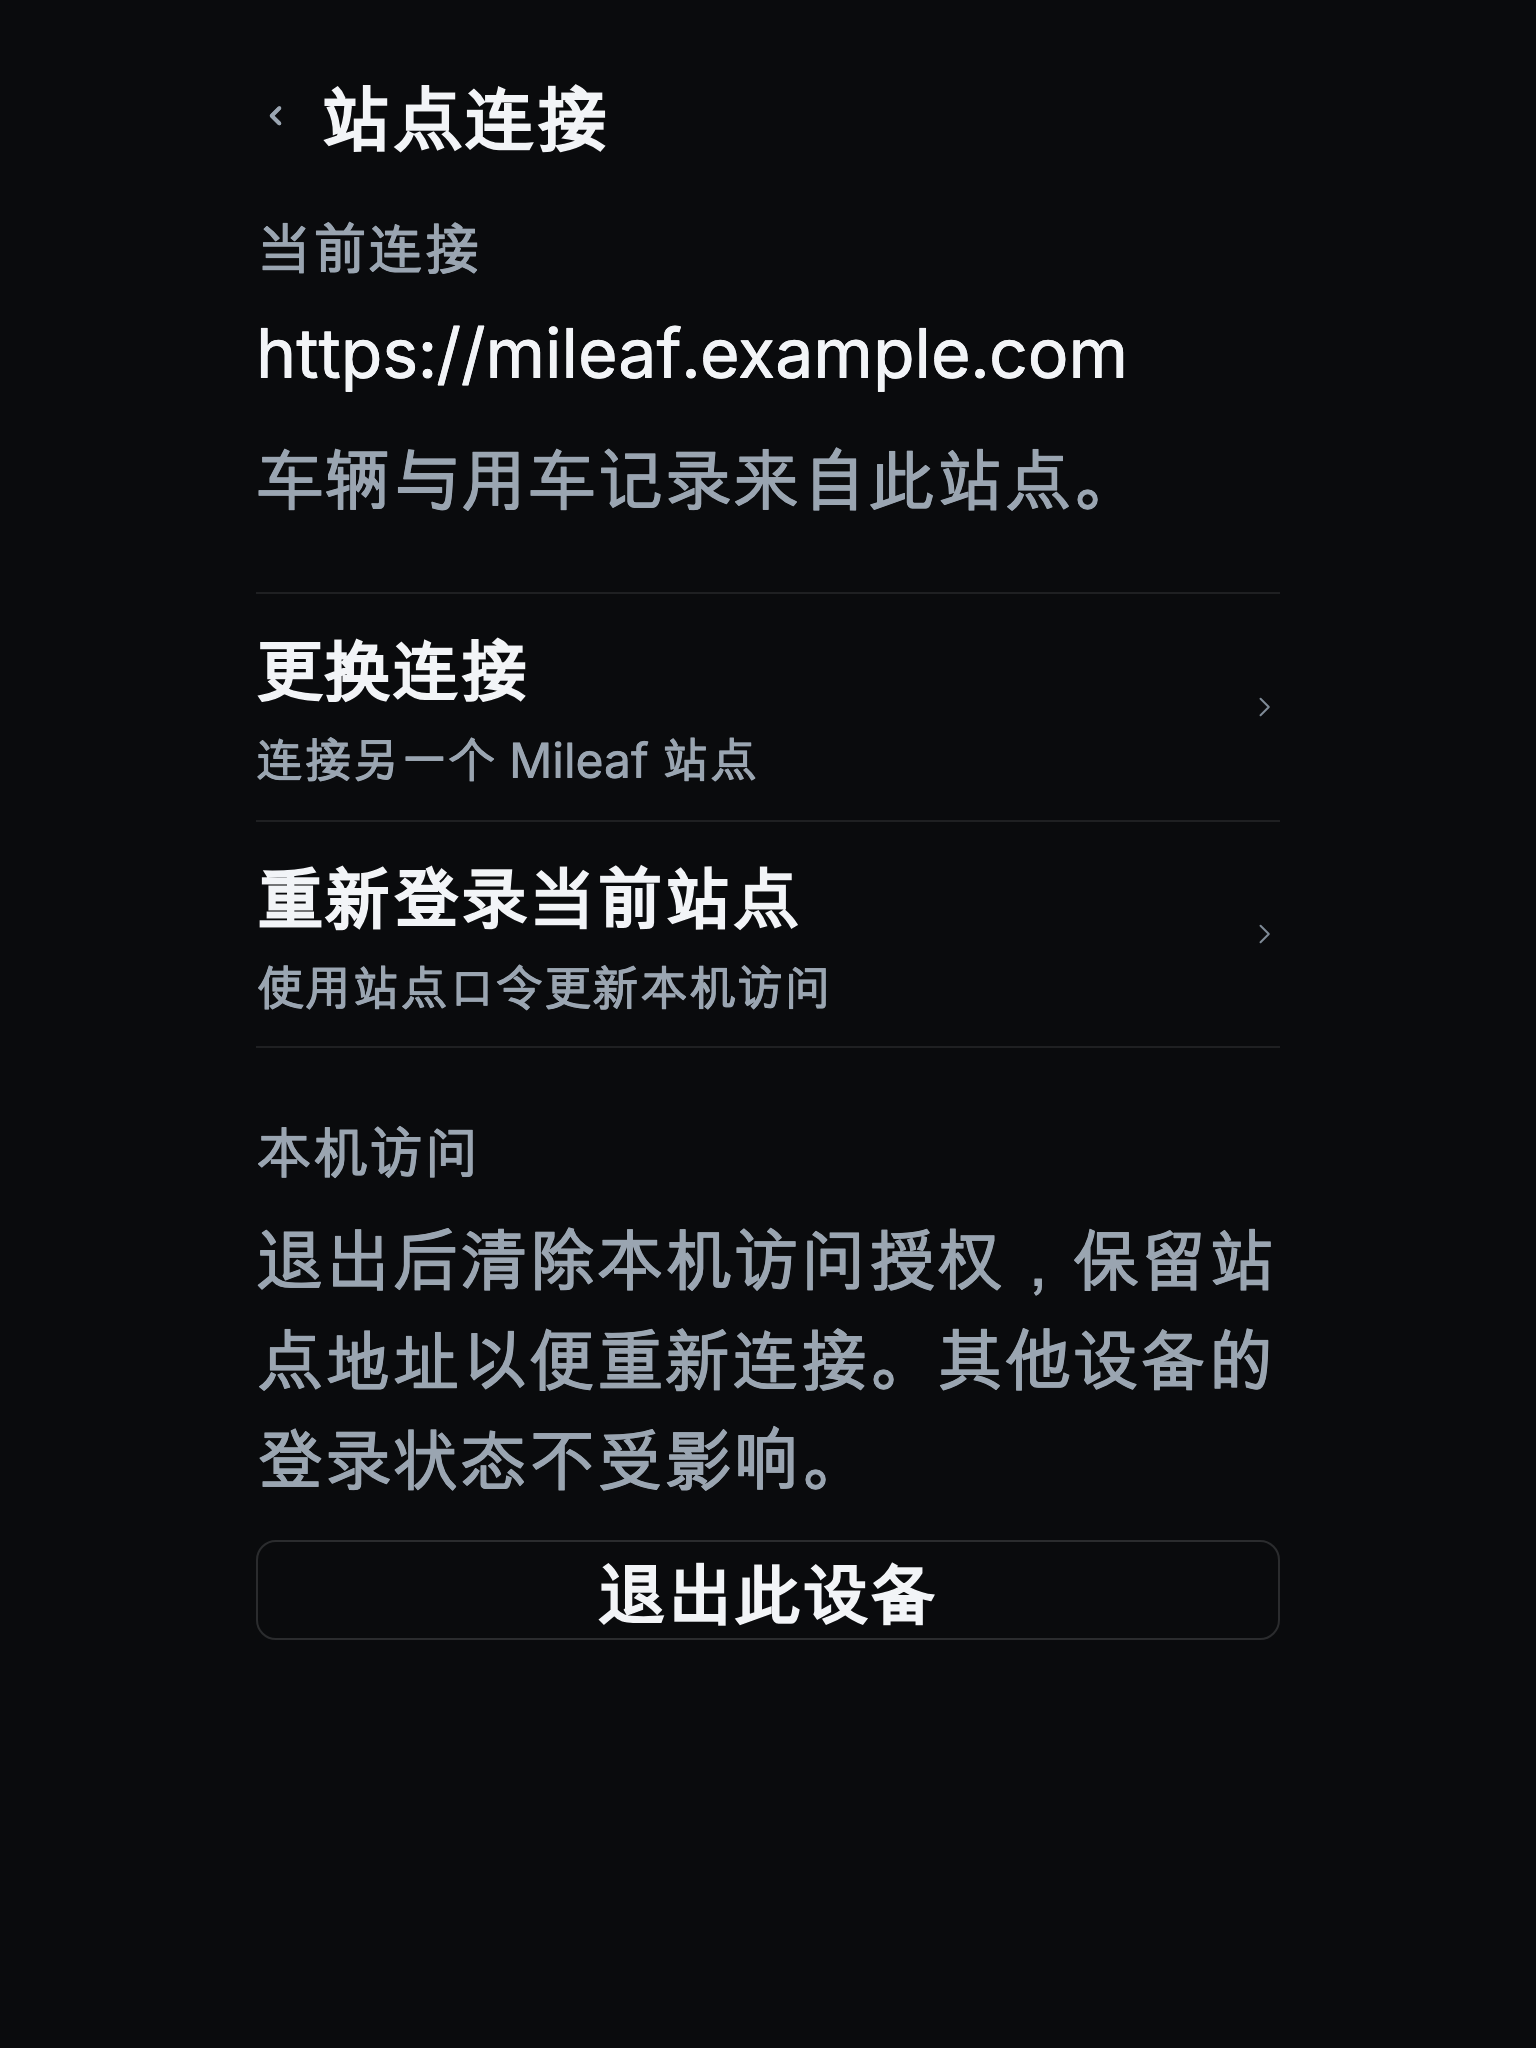 站点连接
当前连接
https://mileaf.example.com
车辆与用车记录来自此站点。
更换连接
连接另一个 Mileaf 站点
重新登录当前站点
使用站点口令更新本机访问
本机访问
退出后清除本机访问授权，保留站
点地址以便重新连接。其他设备的
登录状态不受影响。
退出此设备